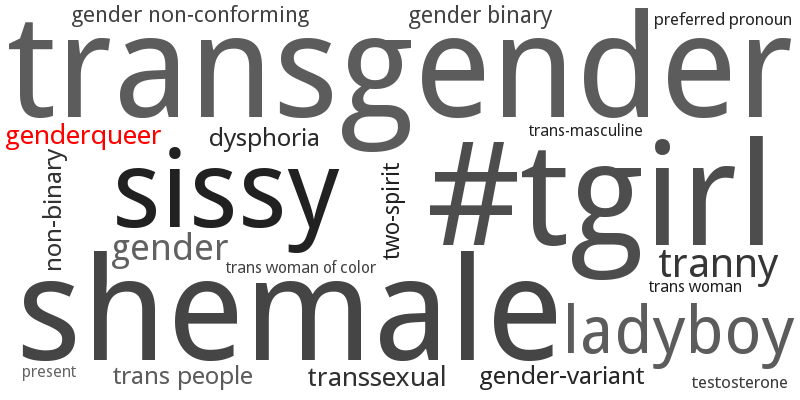 gender non-conforming
gender binary
preferred pronoun
transgender
genderqueer
dysphoria
trans-masculine
non-binary
sissy
two-spirit
#tgirl
gender
trans woman of color
tranny
trans woman
shemale
ladyboy
present
trans people
transsexual
gender-variant
testosterone